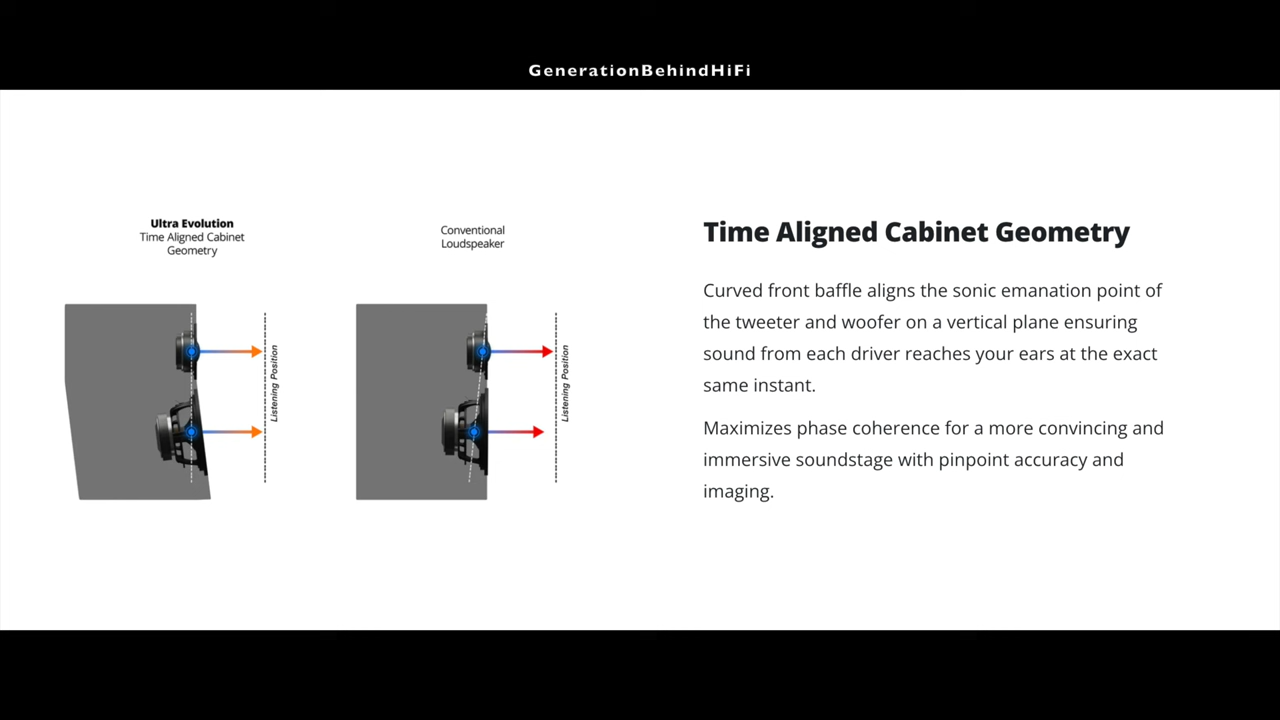 GenerationBehindHiFi
Ultra Evolution
Time Aligned Cabinet
Geometry
Listening Position
Conventional
Loudspeaker
Listening Position
Time Aligned Cabinet Geometry
Curved front baffle aligns the sonic emanation point of
the tweeter and woofer on a vertical plane ensuring
sound from each driver reaches your ears at the exact
same instant.
Maximizes phase coherence for a more convincing and
immersive soundstage with pinpoint accuracy and
imaging.